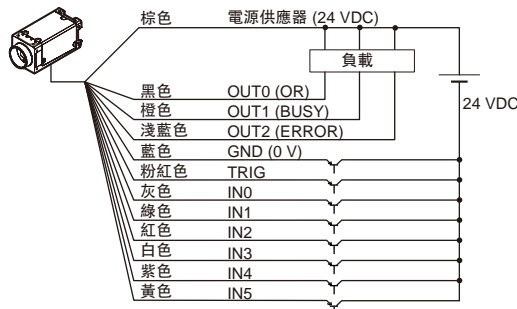 棕色 電源供應器 (24 VDC)
負載
24 VDC
黑色 OUT0 (OR)
橙色 OUT1 (BUSY)
淺藍色 OUT2 (ERROR)
藍色 GND (0 V)
粉紅色 TRIG
灰色 IN0
綠色 IN1
紅色 IN2
白色 IN3
紫色 IN4
黃色 IN5